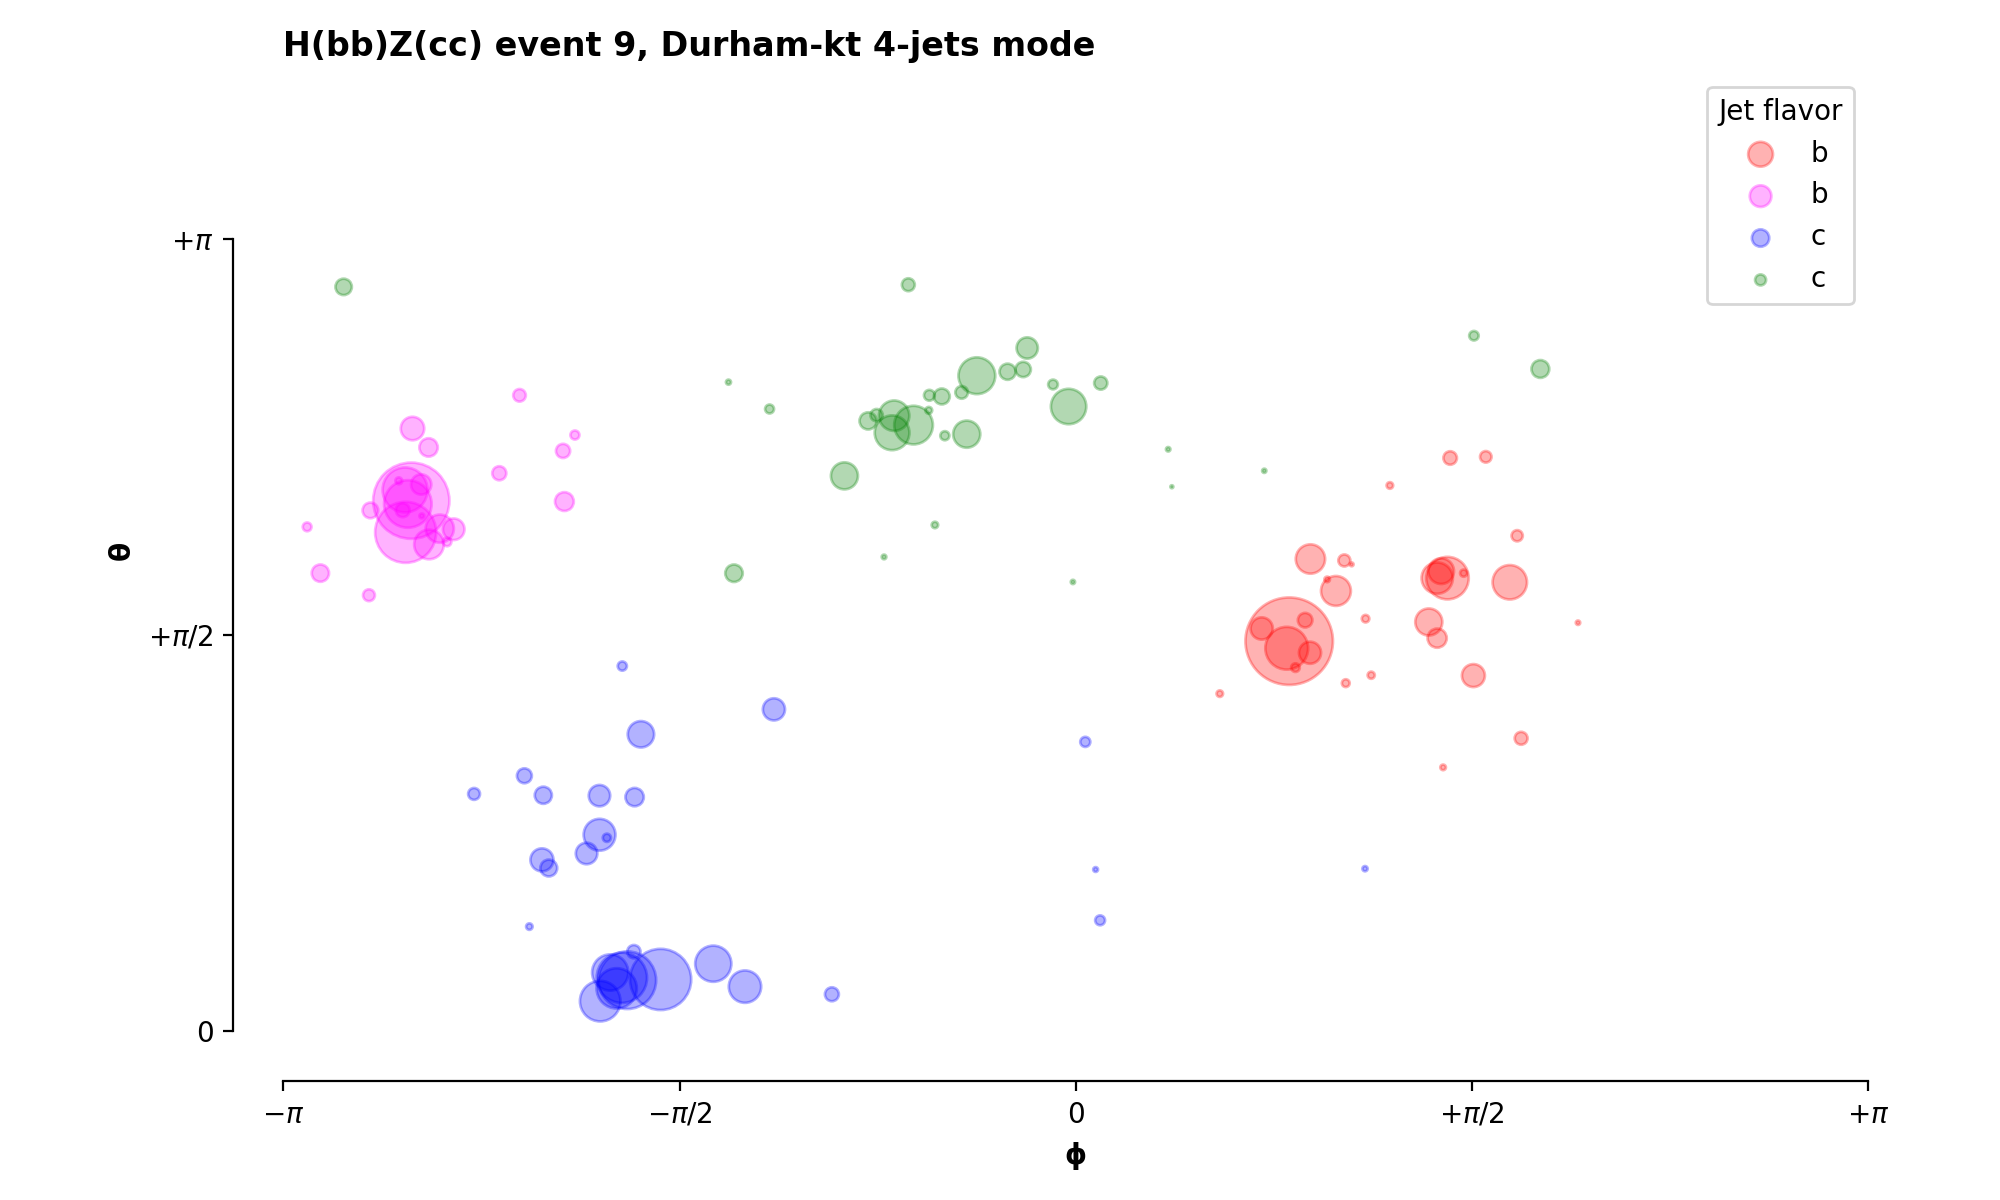 H(bb)Z(cc) event 9, Durham-kt 4-jets mode
Jet flavor
b
b
c
c
+π
+π/2
0
θ
−π
−π/2
0
+π/2
+π
ϕ